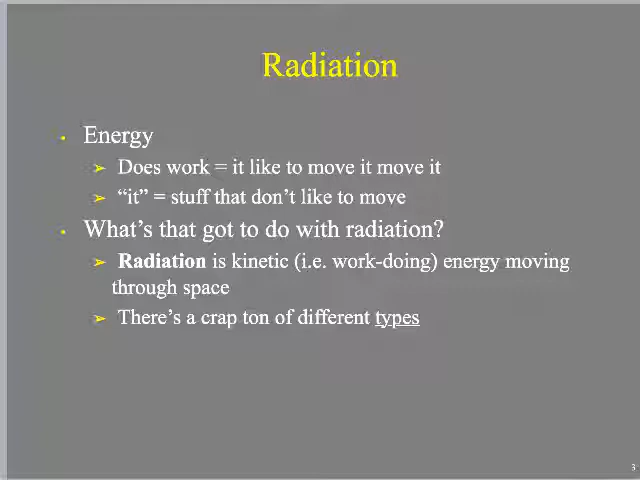 Radiation
• Energy
➢ Does work = it like to move it move it
➢ “it” = stuff that don’t like to move
• What’s that got to do with radiation?
➢ Radiation is kinetic (i.e. work-doing) energy moving
through space
➢ There’s a crap ton of different types
3